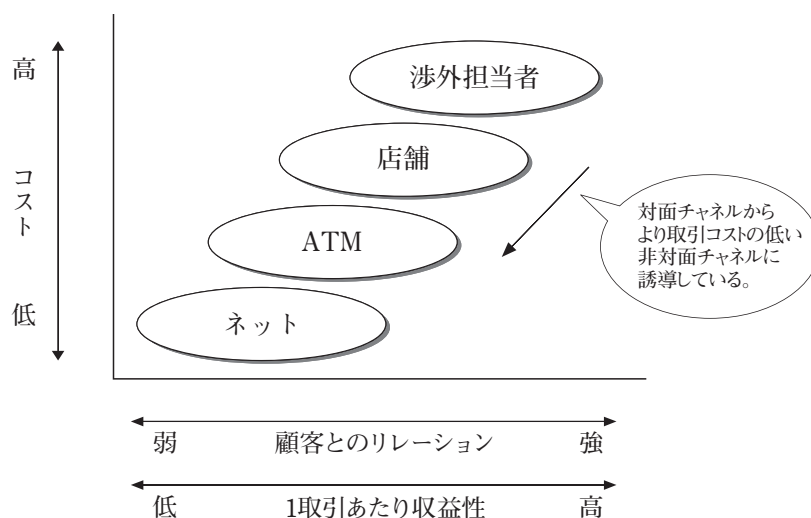 高
コスト
低
渉外担当者
店舗
ATM
ネット
対面チャネルから
より取引コストの低い
非対面チャネルに
誘導している。
弱 顧客とのリレーション 強
低 1取引あたり収益性 高